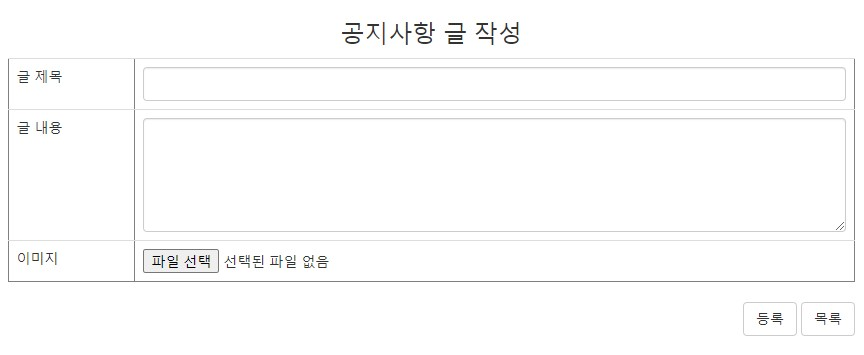 공지사항 글 작성
글 제목
글 내용
이미지
파일 선택 선택된 파일 없음
등록 목록